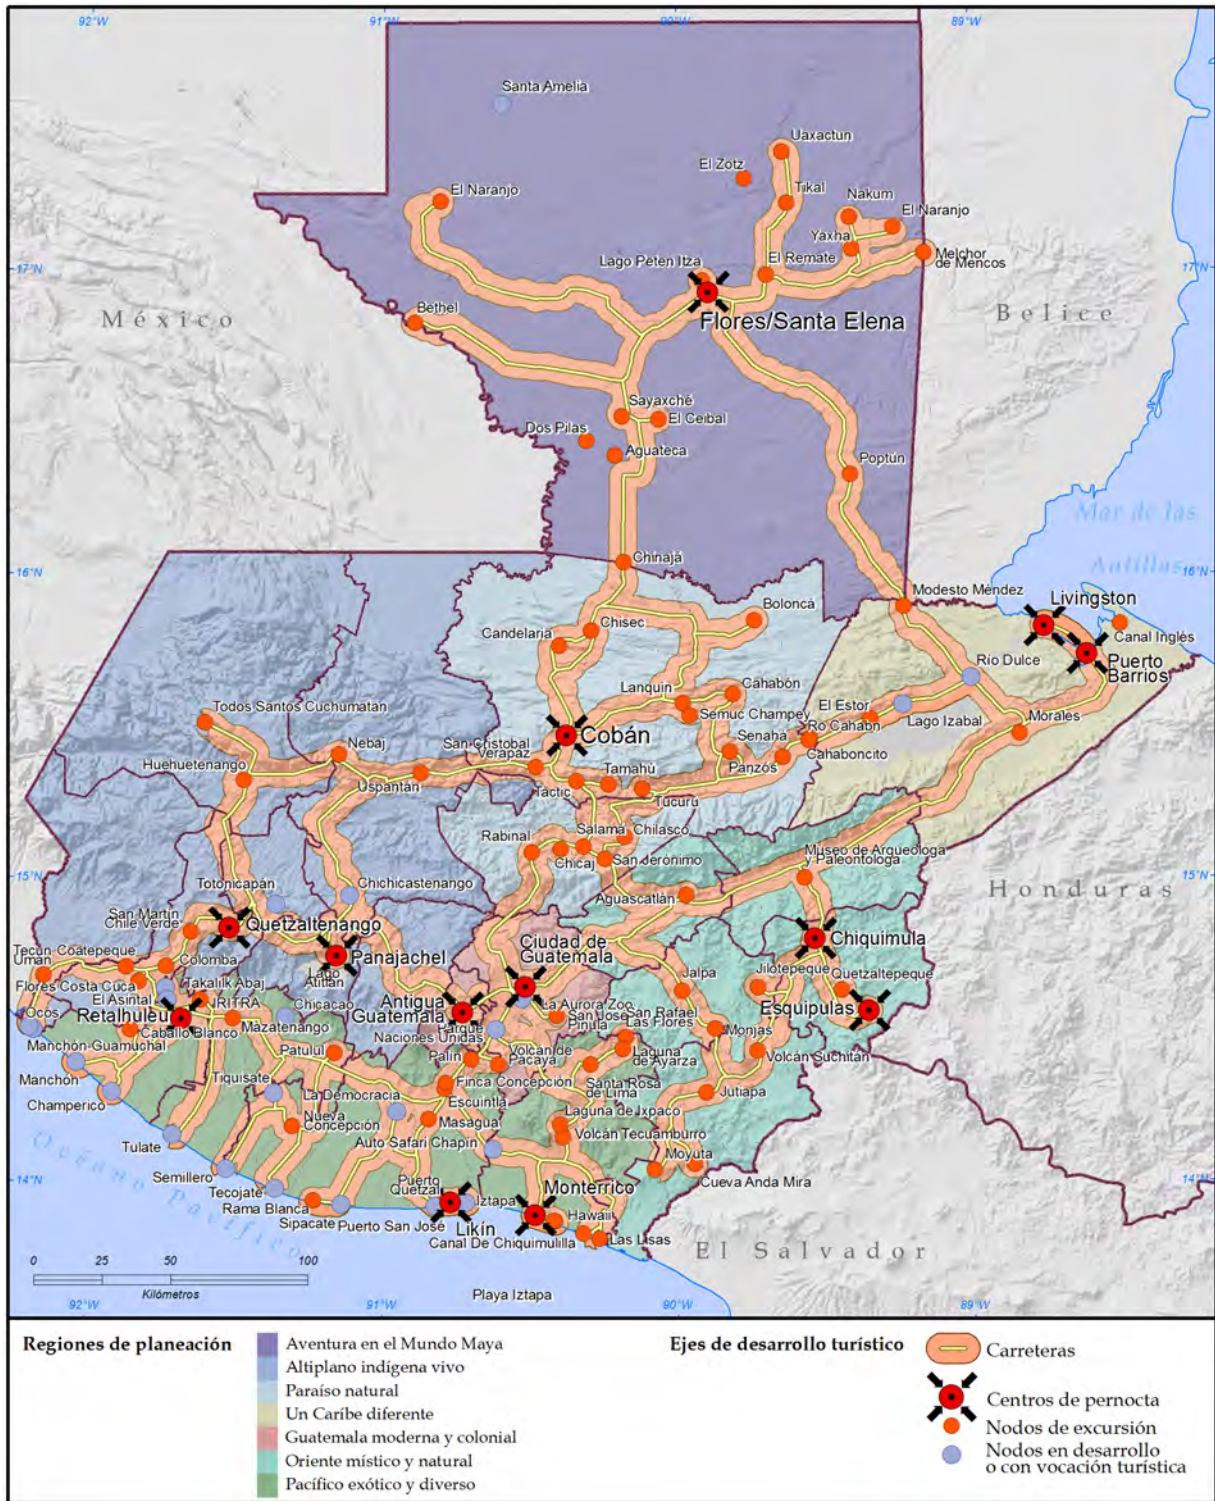 92°W
91°W
90°W
89°W
Santa Amelia
Uaxactun
El Zotz
El Naranjo
Tikal
Nakum
El Naranjo
Yaxha
17°N
Lago Peten Itza
El Remate
Melchor
de Mencos
17°N
México
Bethel
Flores/Santa Elena
Belice
Sayaxché
El Ceibal
Dos Pilas
Aguateca
Poptún
Mar de las
Antillas
16°N
Chinajá
16°N
Modesto Méndez
Livingston
Boloncá
Candelaria
Chisec
Canal Inglés
Río Dulce
Puerto
Barrios
Lanquín
Cahabón
El Estor
Lago Izabal
Todos Santos Cuchumatan
Semuc Champey
Ro Cahabn
Morales
Cobán
Senahú
San Cristobal
Verapaz
Nebaj
Panzós
Cahaboncito
Huehuetenango
Uspantán
Tactic
Tamahú
Tucurú
Rabinal
Salamá
Chilascó
Chicaj
San Jerónimo
Museo de Arqueologa
y Paleontologa
15°N
Totonicapán
Chichicastenango
Aguascatlán
Honduras
15°N
San Martín
Chile Verde
Quetzaltenango
Ciudad de
Guatemala
Chiquimula
Tecún
Umán
Coatepeque
Colomba
Panajachel
Lago
Atitlán
Jalpa
Jilotepeque
Quetzaltepeque
Flores Costa Cuca
Takalik Abaj
El Asintal
IRTRA
Chicacao
Antigua
Guatemala
La Aurora Zoo
San José
Pinula
San Rafael
Las Flores
Esquipulas
Ocós
Retalhuleu
Caballo Blanco
Mazatenango
Parque
Naciones Unidas
Monjas
Manchón-Guamuchal
Patulul
Palín
Volcán de
Pacaya
Laguna
de Ayarza
Volcán Suchitán
Manchón
Tiquisate
Finca Concepción
Santa Rosa
de Lima
Champerico
La Democracia
Escuintla
Jutiapa
Nueva
Concepción
Masagua
Laguna de Ixpaco
Tulate
Auto Safari Chapín
Volcán Tecuamburro
Océano Pacífico
Semillero
Moyuta
Tecojate
Puerto
Quetzal
Monterrico
Cueva Anda Mira
14°N
14°N
Rama Blanca
Iztapa
Sipacate
Puerto San José
Likín
Hawaii
Canal De Chiquimulilla
Las Lisas
El Salvador
0 25 50 100
Kilómetros
Playa Iztapa
92°W
91°W
90°W
89°W
Regiones de planeación
Aventura en el Mundo Maya
Altiplano indígena vivo
Paraíso natural
Un Caríbe diferente
Guatemala moderna y colonial
Oriente místico y natural
Pacífico exótico y diverso
Ejes de desarrollo turístico
Carreteras
Centros de pernocta
Nodos de excursión
Nodos en desarrollo
o con vocación turística